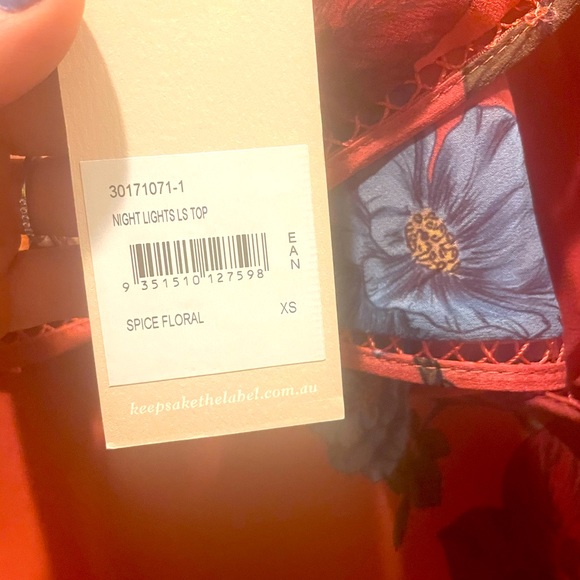 30171071-1
NIGHT LIGHTS LS TOP
EAN
9 351510 127598
SPICE FLORAL XS
keepsakethelabel.com.au